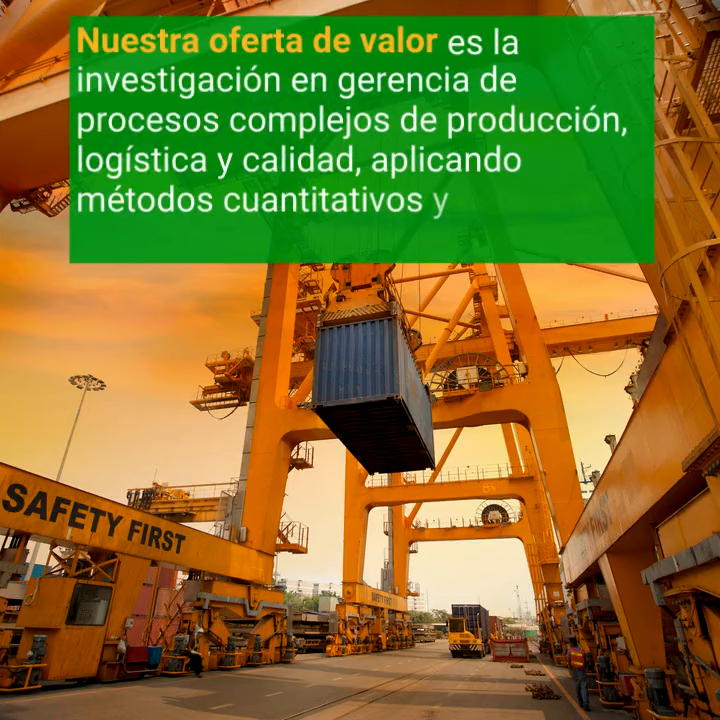 Nuestra oferta de valor es la
investigación en gerencia de
procesos complejos de producción,
logística y calidad, aplicando
métodos cuantitativos y
SAFETY FIRST